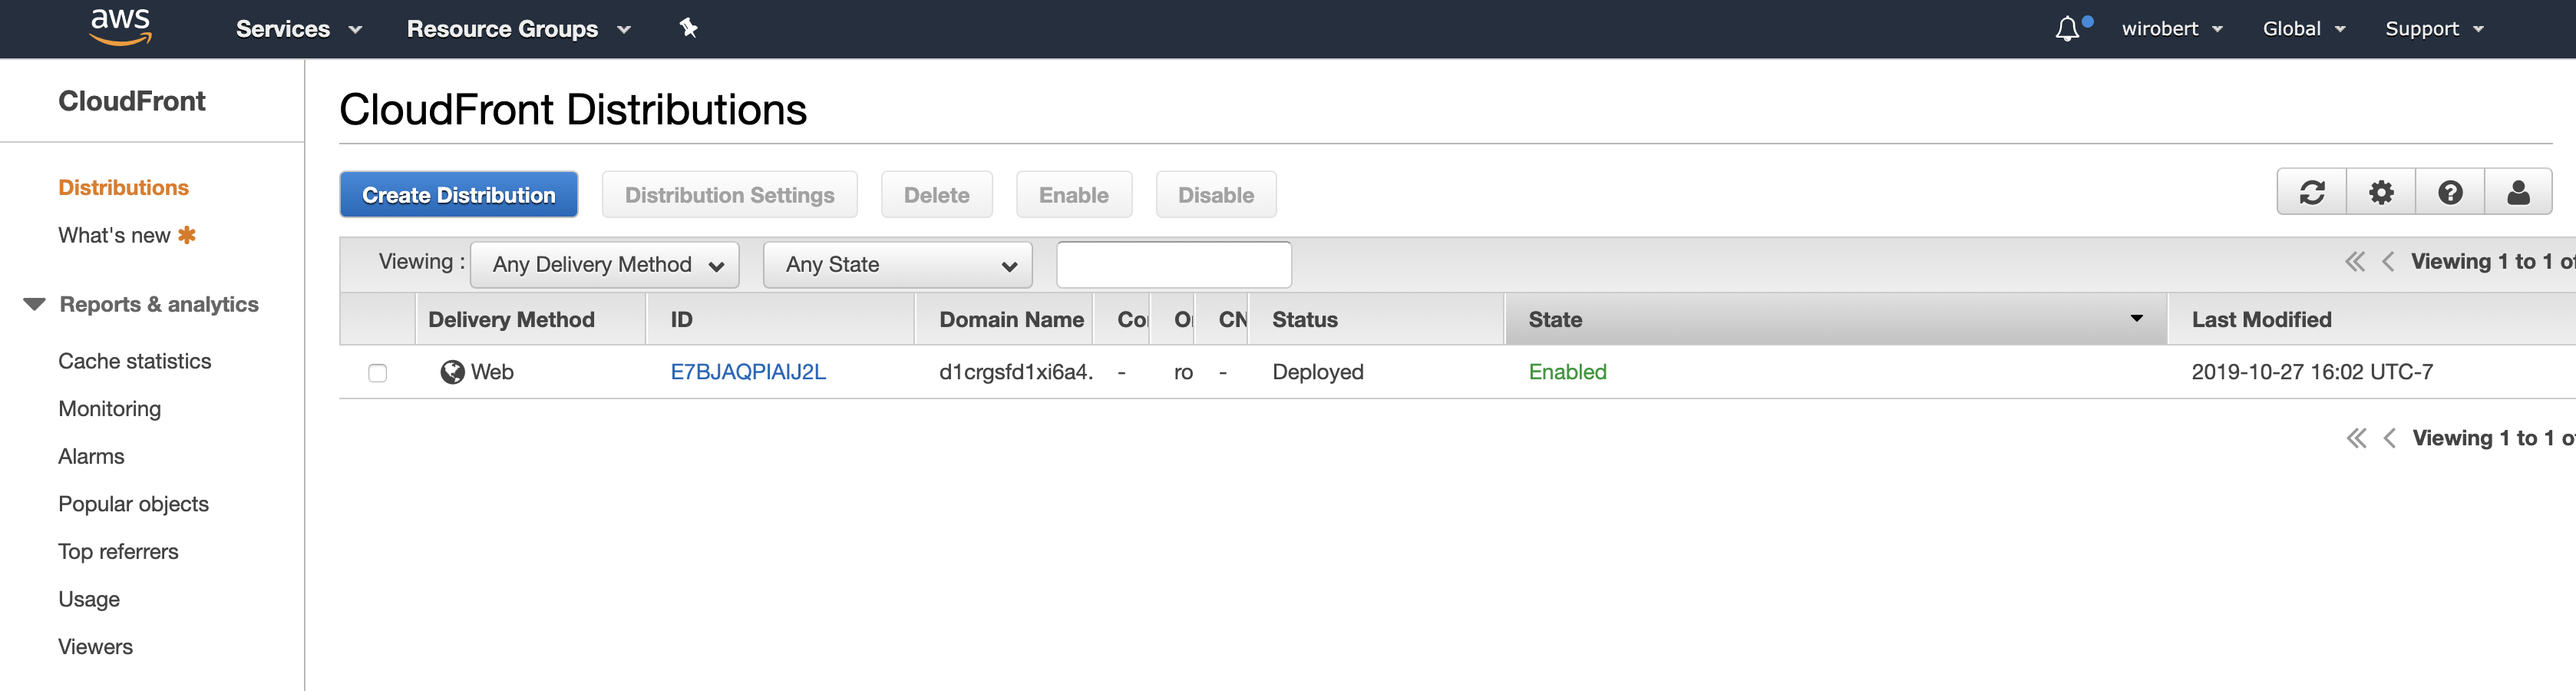 aws Services Resource Groups wirobert Global Support
CloudFront
Distributions
What's new
Reports & analytics
Cache statistics
Monitoring
Alarms
Popular objects
Top referrers
Usage
Viewers
CloudFront Distributions
Create Distribution Distribution Settings Delete Enable Disable
Viewing : Any Delivery Method Any State Viewing 1 to 1 of
Delivery Method ID Domain Name CN Status State Last Modified
Web E7BJAQPIAIJ2L d1crgsfd1xi6a4. - ro - Deployed Enabled 2019-10-27 16:02 UTC-7
Viewing 1 to 1 of